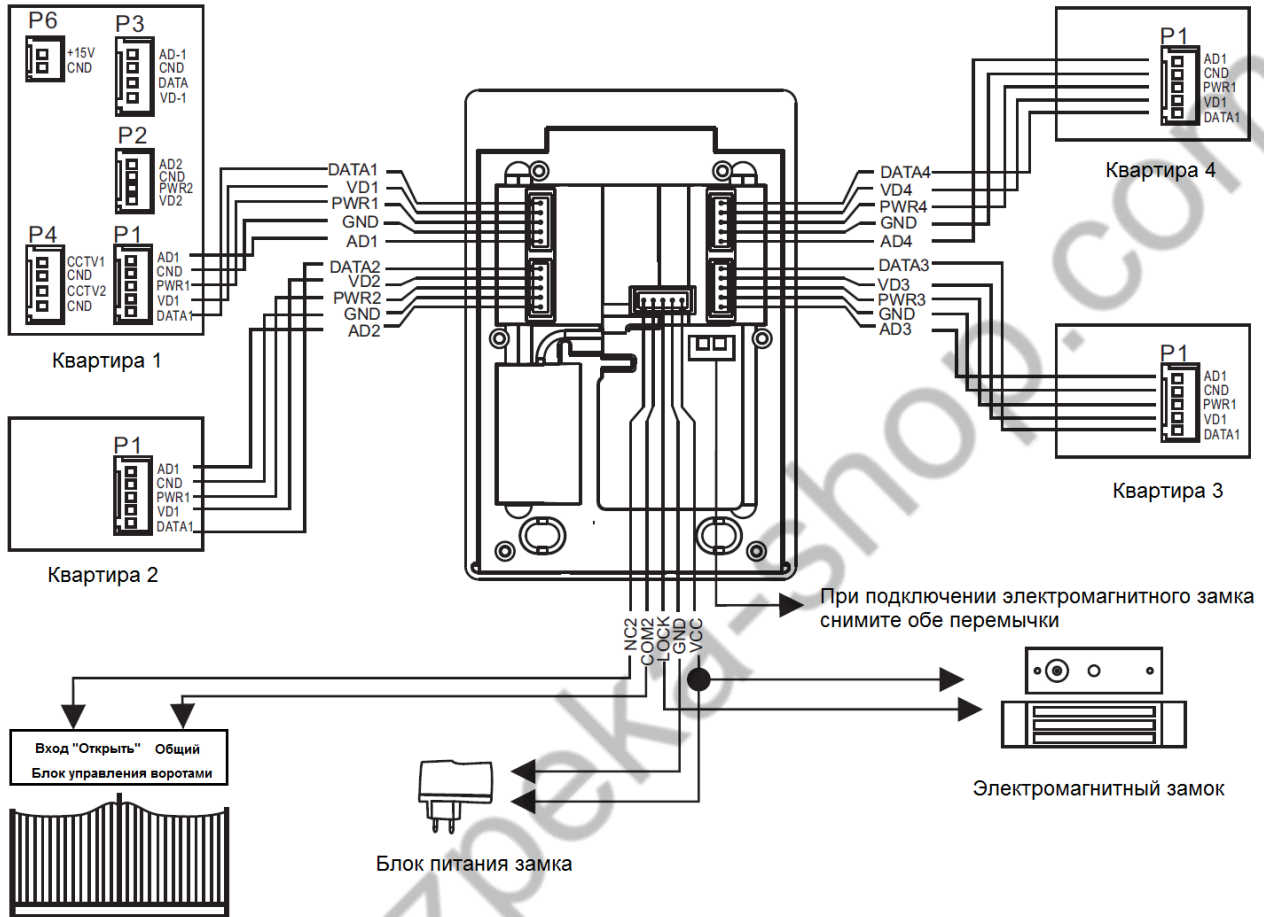 P6
+15V
CND
P3
AD-1
CND
DATA
VD-1
P2
AD2
CND
PWR2
VD2
P4
CCTV1
CND
CCTV2
CND
P1
AD1
CND
PWR1
VD1
DATA1
Квартира 1
P1
AD1
CND
PWR1
VD1
DATA1
Квартира 2
DATA1
VD1
PWR1
GND
AD1
DATA2
VD2
PWR2
GND
AD2
DATA4
VD4
PWR4
GND
AD4
DATA3
VD3
PWR3
GND
AD3
P1
AD1
CND
PWR1
VD1
DATA1
Квартира 4
P1
AD1
CND
PWR1
VD1
DATA1
Квартира 3
NC2
COM2
LOCK
GND
VCC
При подключении электромагнитного замка
снимите обе перемычки
Вход "Открыть" Общий
Блок управления воротами
Блок питания замка
Электромагнитный замок
zpeka-shop.com